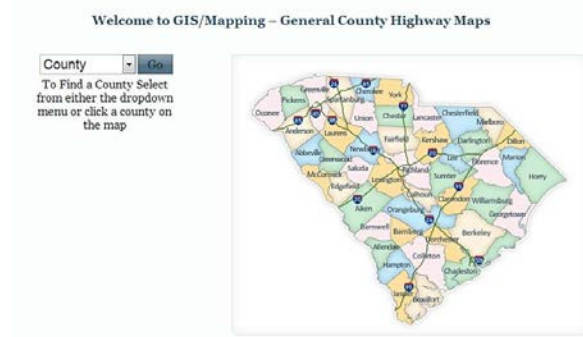 Welcome to GIS/Mapping – General County Highway Maps
County
Go
To Find a County Select
from either the dropdown
menu or click a county on
the map
Oconee
Pickens
Greenville
Spartanburg
Cherokee
York
Anderson
Laurens
Union
Chester
Lancaster
Chesterfield
Marlboro
Fairfield
Kershaw
Darlington
Dillon
Abbeville
Greenwood
Lee
Florence
Marion
McCormick
Saluda
Lexington
Richland
Sumter
Horry
Edgefield
Calhoun
Clarendon
Williamsburg
Aiken
Orangeburg
Georgetown
Barnwell
Bamberg
Berkeley
Dorchester
Allendale
Colleton
Hampton
Charleston
Beaufort